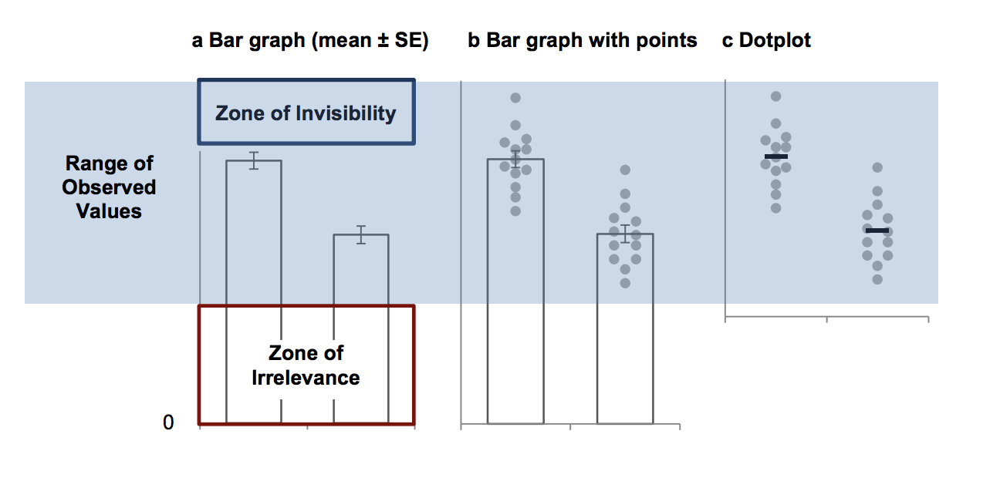 a Bar graph (mean ± SE)
b Bar graph with points
c Dotplot
Zone of Invisibility
Range of
Observed
Values
Zone of
Irrelevance
0